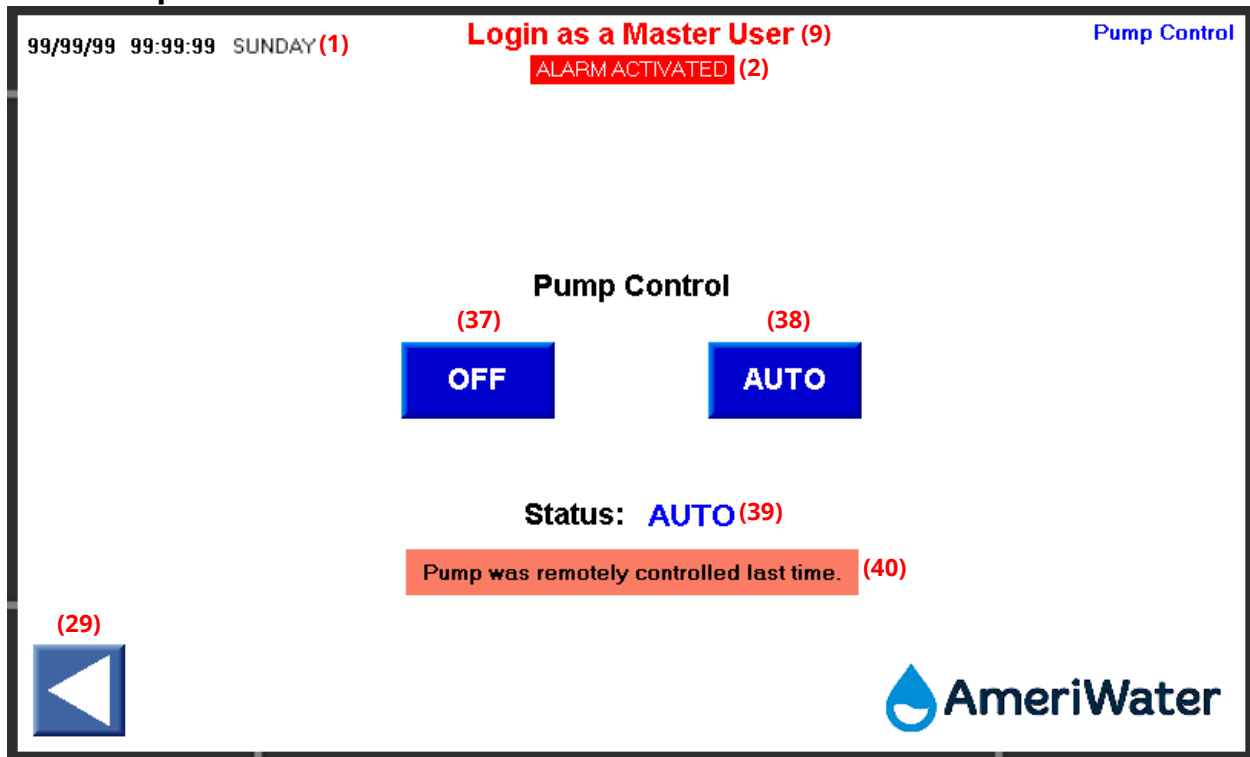 99/99/99 99:99:99 SUNDAY (1)
Login as a Master User (9)
Pump Control
ALARM ACTIVATED (2)
Pump Control
(37) (38)
OFF AUTO
Status: AUTO (39)
Pump was remotely controlled last time. (40)
(29)
AmeriWater